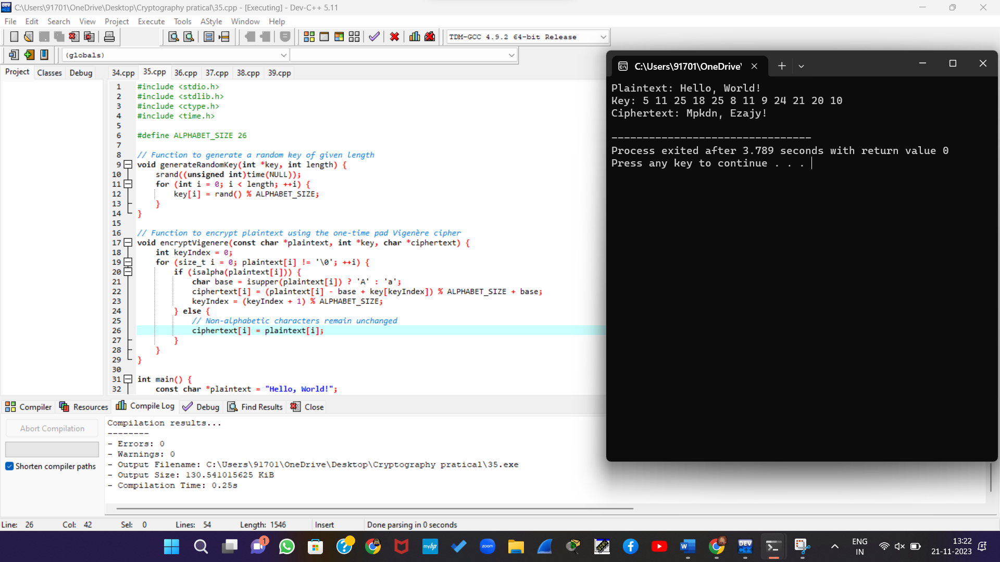 C:\Users\91701\OneDrive\Desktop\Cryptography pratical\35.cpp - [Executing] - Dev-C++ 5.11
File Edit Search View Project Execute Tools AStyle Window Help
TDM-GCC 4.9.2 64-bit Release
(globals)
Project Classes Debug
34.cpp 35.cpp 36.cpp 37.cpp 38.cpp 39.cpp
1 #include <stdio.h>
2 #include <stdlib.h>
3 #include <ctype.h>
4 #include <time.h>
5
6 #define ALPHABET_SIZE 26
7
8 // Function to generate a random key of given length
9 void generateRandomKey(int *key, int length) {
10 srand((unsigned int)time(NULL));
11 for (int i = 0; i < length; ++i) {
12 key[i] = rand() % ALPHABET_SIZE;
13 }
14 }
15
16 // Function to encrypt plaintext using the one-time pad Vigenère cipher
17 void encryptVigenere(const char *plaintext, int *key, char *ciphertext) {
18 int keyIndex = 0;
19 for (size_t i = 0; plaintext[i] != '\0'; ++i) {
20 if (isalpha(plaintext[i])) {
21 char base = isupper(plaintext[i]) ? 'A' : 'a';
22 ciphertext[i] = (plaintext[i] - base + key[keyIndex]) % ALPHABET_SIZE + base;
23 keyIndex = (keyIndex + 1) % ALPHABET_SIZE;
24 } else {
25 // Non-alphabetic characters remain unchanged
26 ciphertext[i] = plaintext[i];
27 }
28 }
29 }
30
31 int main() {
32 const char *plaintext = "Hello, World!";
C:\Users\91701\OneDrive\
Plaintext: Hello, World!
Key: 5 11 25 18 25 8 11 9 24 21 20 10
Ciphertext: Mpkdn, Ezajy!
--------------------------------
Process exited after 3.789 seconds with return value 0
Press any key to continue . . .
Compiler Resources Compile Log Debug Find Results Close
Abort Compilation
Shorten compiler paths
Compilation results...
--------
- Errors: 0
- Warnings: 0
- Output Filename: C:\Users\91701\OneDrive\Desktop\Cryptography pratical\35.exe
- Output Size: 130.541015625 KiB
- Compilation Time: 0.25s
Line: 26 Col: 42 Sel: 0 Lines: 54 Length: 1546 Insert Done parsing in 0 seconds
1
myhp
zoom
W
DEV
C++
ENG
IN
13:22
21-11-2023